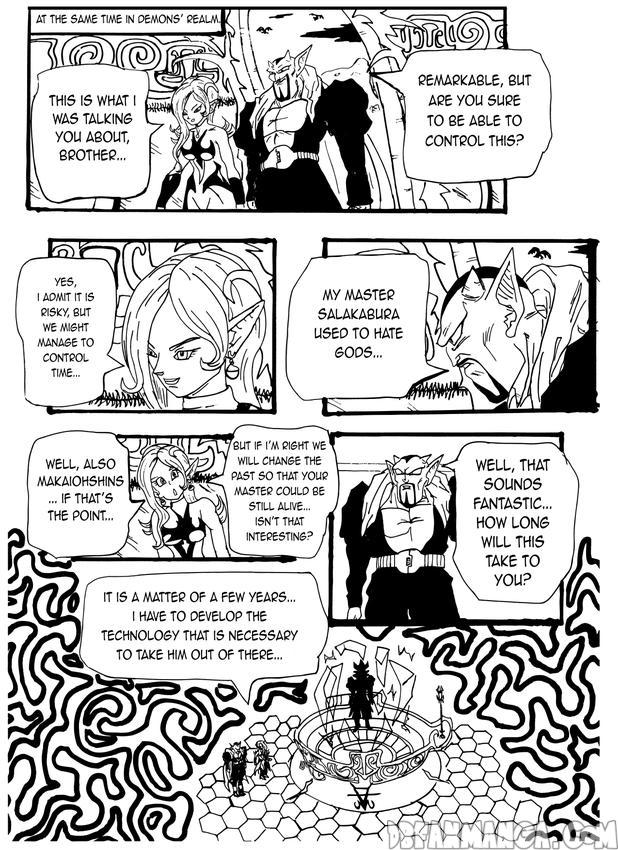 AT THE SAME TIME IN DEMONS' REALM.
THIS IS WHAT I
WAS TALKING
YOU ABOUT,
BROTHER...
REMARKABLE, BUT
ARE YOU SURE
TO BE ABLE TO
CONTROL THIS?
YES,
I ADMIT IT IS
RISKY, BUT
WE MIGHT
MANAGE TO
CONTROL
TIME...
MY MASTER
SALAKABURA
USED TO HATE
GODS...
WELL, ALSO
MAKAIOHSHINS
... IF THAT'S
THE POINT...
BUT IF I'M RIGHT WE
WILL CHANGE THE
PAST SO THAT YOUR
MASTER COULD BE
STILL ALIVE...
ISN'T THAT
INTERESTING?
WELL, THAT
SOUNDS
FANTASTIC...
HOW LONG
WILL THIS
TAKE TO
YOU?
IT IS A MATTER OF A FEW YEARS...
I HAVE TO DEVELOP THE
TECHNOLOGY THAT IS NECESSARY
TO TAKE HIM OUT OF THERE...
DBFANMANGA.COM